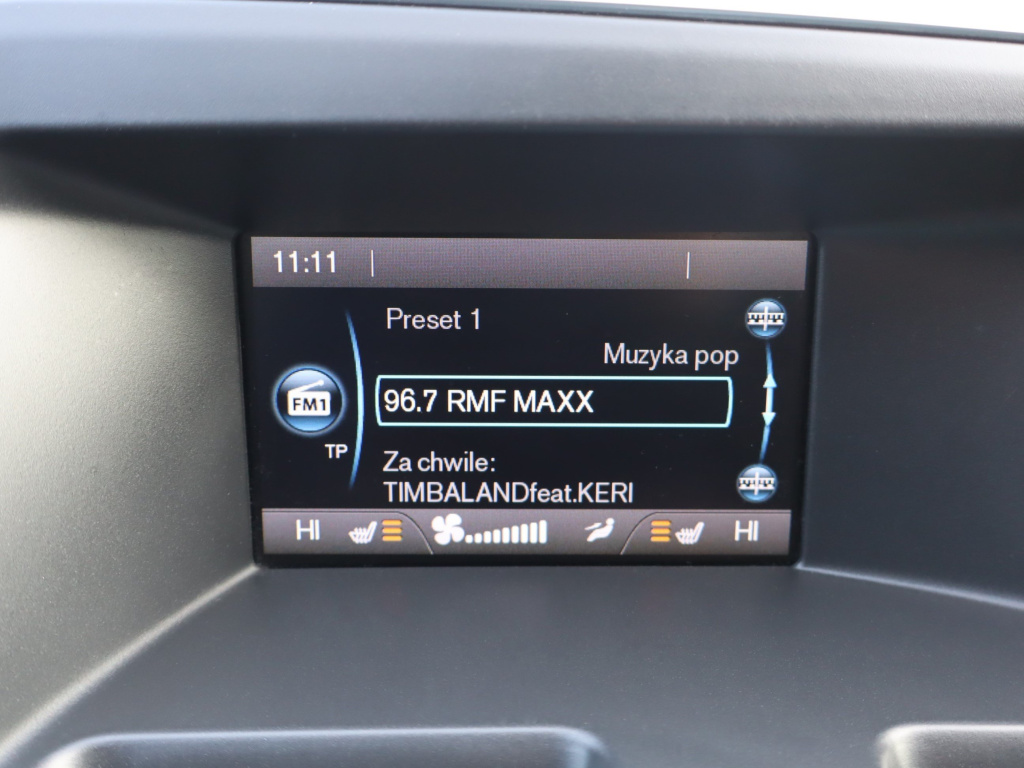 11:11
Preset 1
Muzyka pop
96.7 RMF MAXX
FM1
TP
Za chwile:
TIMBALANDfeat.KERI
HI HI